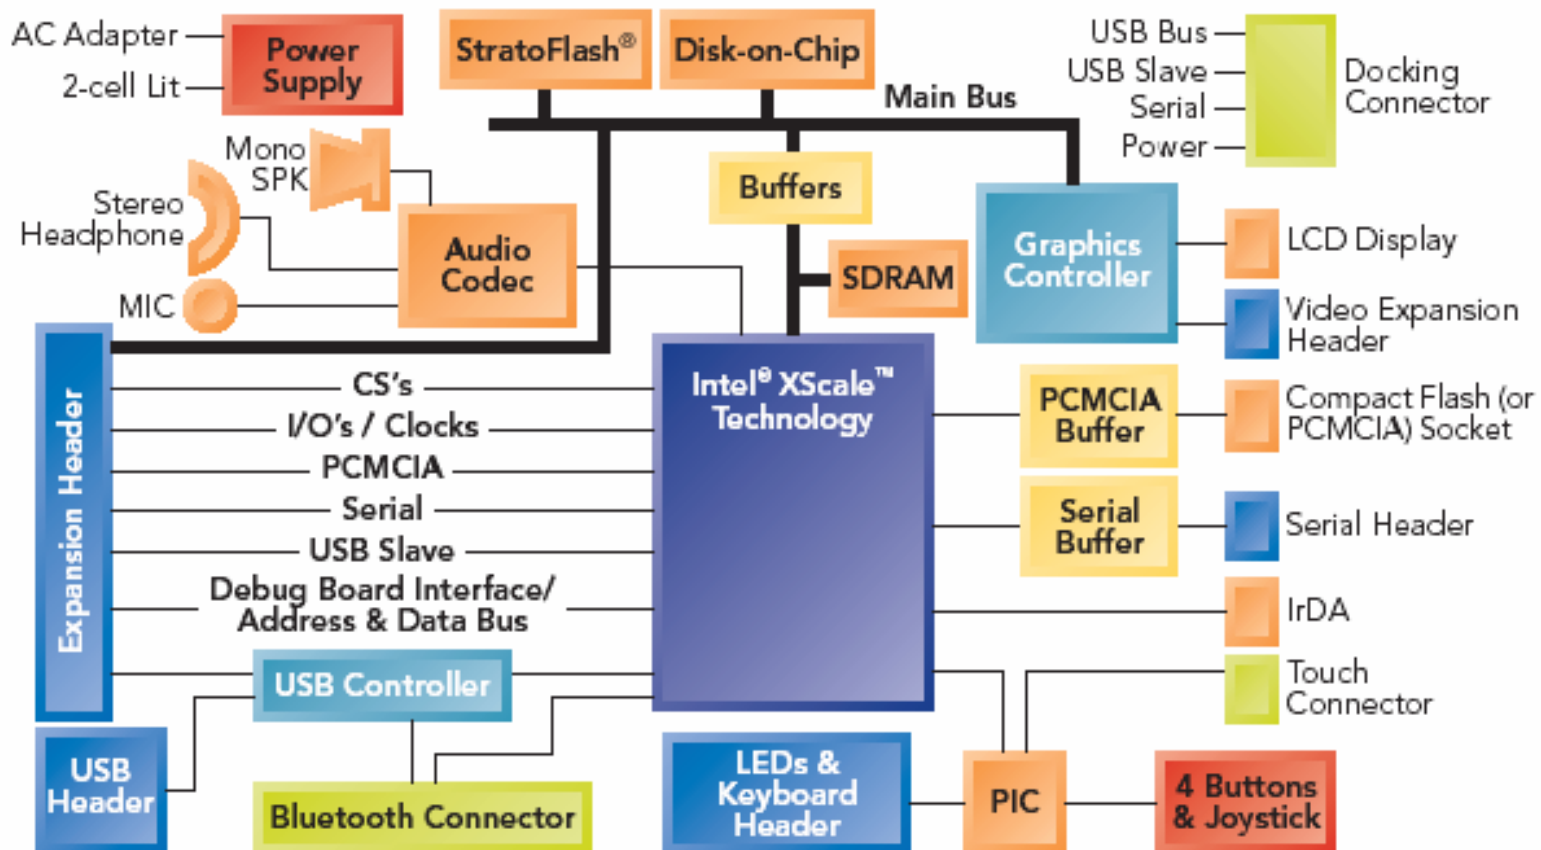 AC Adapter
2-cell Lit
Power
Supply
StratoFlash®
Disk-on-Chip
Main Bus
USB Bus
USB Slave
Serial
Power
Docking
Connector
Mono
SPK
Stereo
Headphone
MIC
Audio
Codec
Buffers
SDRAM
Graphics
Controller
LCD Display
Video Expansion
Header
Expansion Header
CS's
I/O's / Clocks
PCMCIA
Serial
USB Slave
Debug Board Interface/
Address & Data Bus
Intel® XScale™
Technology
PCMCIA
Buffer
Compact Flash (or
PCMCIA) Socket
Serial
Buffer
Serial Header
IrDA
Touch
Connector
USB Controller
USB
Header
Bluetooth Connector
LEDs &
Keyboard
Header
PIC
4 Buttons
& Joystick